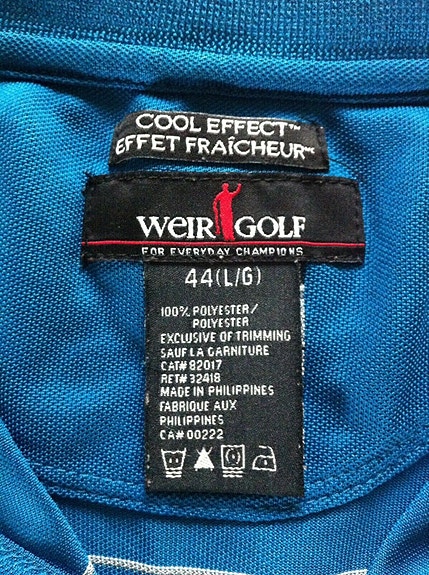 COOL EFFECT™
EFFET FRAÎCHEUR™ᴹᶜ
WEIR GOLF
FOR EVERYDAY CHAMPIONS
44(L/G)
100% POLYESTER/
POLYESTER
EXCLUSIVE OF TRIMMING
SAUF LA GARNITURE
CAT# 82017
RET# 32418
MADE IN PHILIPPINES
FABRIQUE AUX
PHILIPPINES
CA# 00222